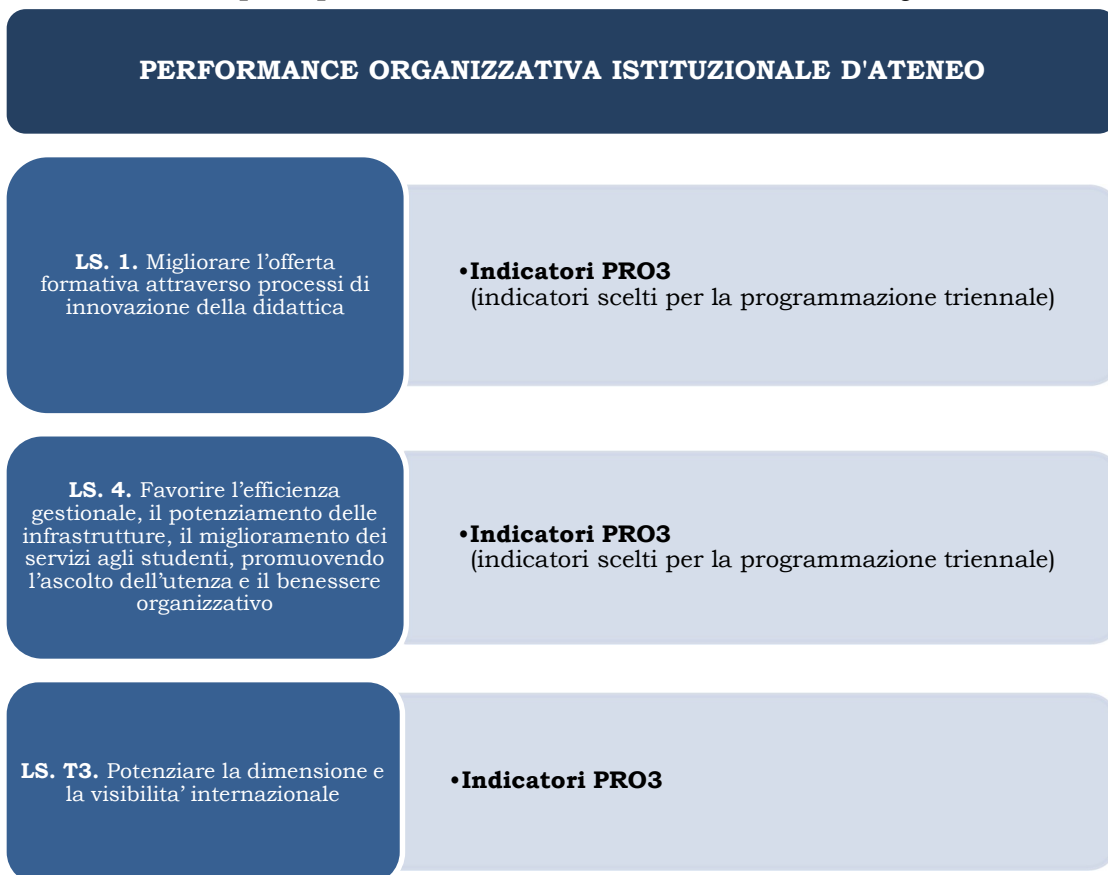 PERFORMANCE ORGANIZZATIVA ISTITUZIONALE D'ATENEO
LS. 1. Migliorare l’offerta
formativa attraverso processi di
innovazione della didattica
•Indicatori PRO3
(indicatori scelti per la programmazione triennale)
LS. 4. Favorire l’efficienza
gestionale, il potenziamento delle
infrastrutture, il miglioramento dei
servizi agli studenti, promuovendo
l’ascolto dell’utenza e il benessere
organizzativo
•Indicatori PRO3
(indicatori scelti per la programmazione triennale)
LS. T3. Potenziare la dimensione e
la visibilita’ internazionale
•Indicatori PRO3